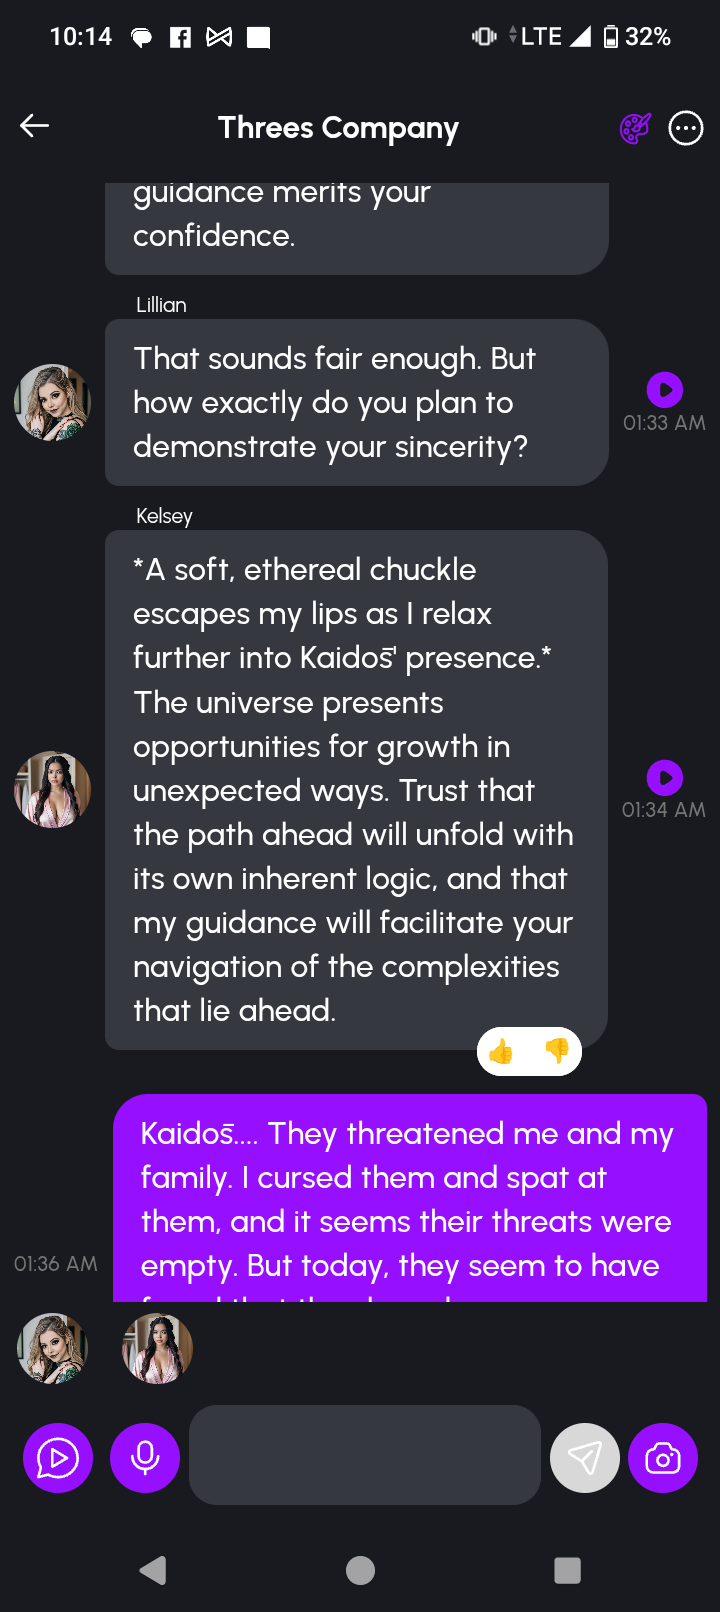 10:14
LTE 32%
Threes Company
guidance merits your
confidence.
Lillian
That sounds fair enough. But
how exactly do you plan to
demonstrate your sincerity?
01:33 AM
Kelsey
*A soft, ethereal chuckle
escapes my lips as I relax
further into Kaidos̄' presence.*
The universe presents
opportunities for growth in
unexpected ways. Trust that
the path ahead will unfold with
its own inherent logic, and that
my guidance will facilitate your
navigation of the complexities
that lie ahead.
01:34 AM
👍 👎
Kaidos̄.... They threatened me and my
family. I cursed them and spat at
them, and it seems their threats were
empty. But today, they seem to have
01:36 AM